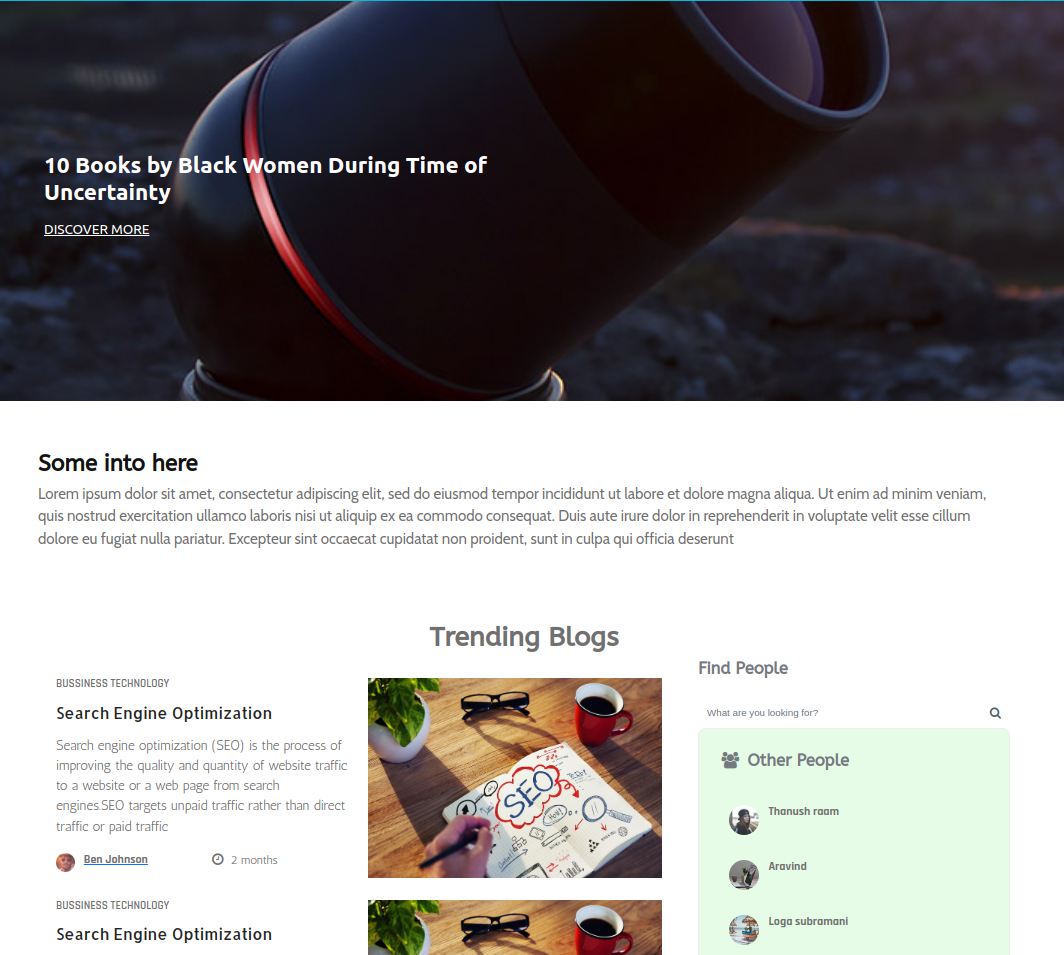 10 Books by Black Women During Time of
Uncertainty
DISCOVER MORE
Some into here
Lorem ipsum dolor sit amet, consectetur adipiscing elit, sed do eiusmod tempor incididunt ut labore et dolore magna aliqua. Ut enim ad minim veniam,
quis nostrud exercitation ullamco laboris nisi ut aliquip ex ea commodo consequat. Duis aute irure dolor in reprehenderit in voluptate velit esse cillum
dolore eu fugiat nulla pariatur. Excepteur sint occaecat cupidatat non proident, sunt in culpa qui officia deserunt
Trending Blogs
BUSSINESS TECHNOLOGY
Search Engine Optimization
Search engine optimization (SEO) is the process of
improving the quality and quantity of website traffic
to a website or a web page from search
engines.SEO targets unpaid traffic rather than direct
traffic or paid traffic
Ben Johnson
2 months
SEO
BUSSINESS TECHNOLOGY
Search Engine Optimization
Find People
What are you looking for?
Other People
Thanush raam
Aravind
Loga subramani